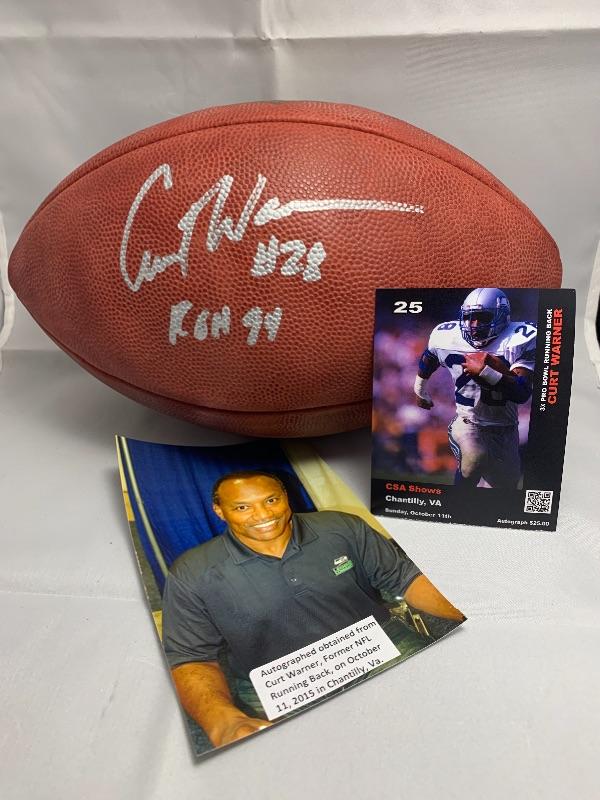 Curt Warner
#28
ROH 94
25
28
3X PRO BOWL RUNNING BACK
CURT WARNER
CSA Shows
Chantilly, VA
Sunday, October 11th
Autograph $25.00
Autographed obtained from
Curt Warner, Former NFL
Running Back, on October
11, 2015 in Chantilly, Va.